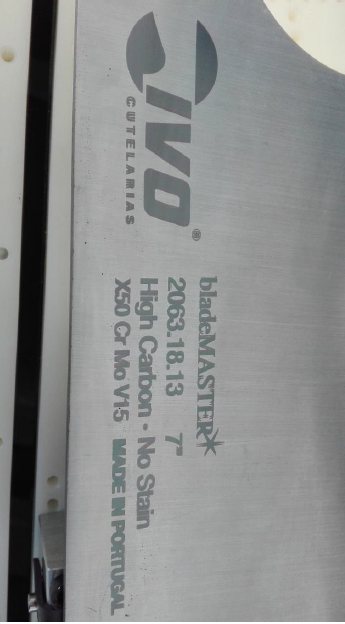 IVO®
CUTELARIAS
bladeMASTER
2063.18.13 7"
High Carbon · No Stain
X50 Cr Mo V15 MADE IN PORTUGAL